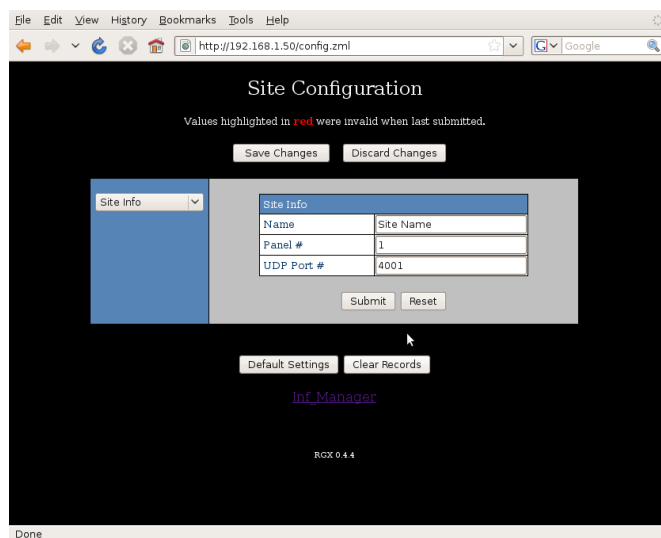 File Edit View History Bookmarks Tools Help
http://192.168.1.50/config.zml
G Google
Site Configuration
Values highlighted in red were invalid when last submitted.
Save Changes Discard Changes
Site Info
Site Info
Name Site Name
Panel # 1
UDP Port # 4001
Submit Reset
Default Settings Clear Records
Inf_Manager
RGX 0.4.4
Done